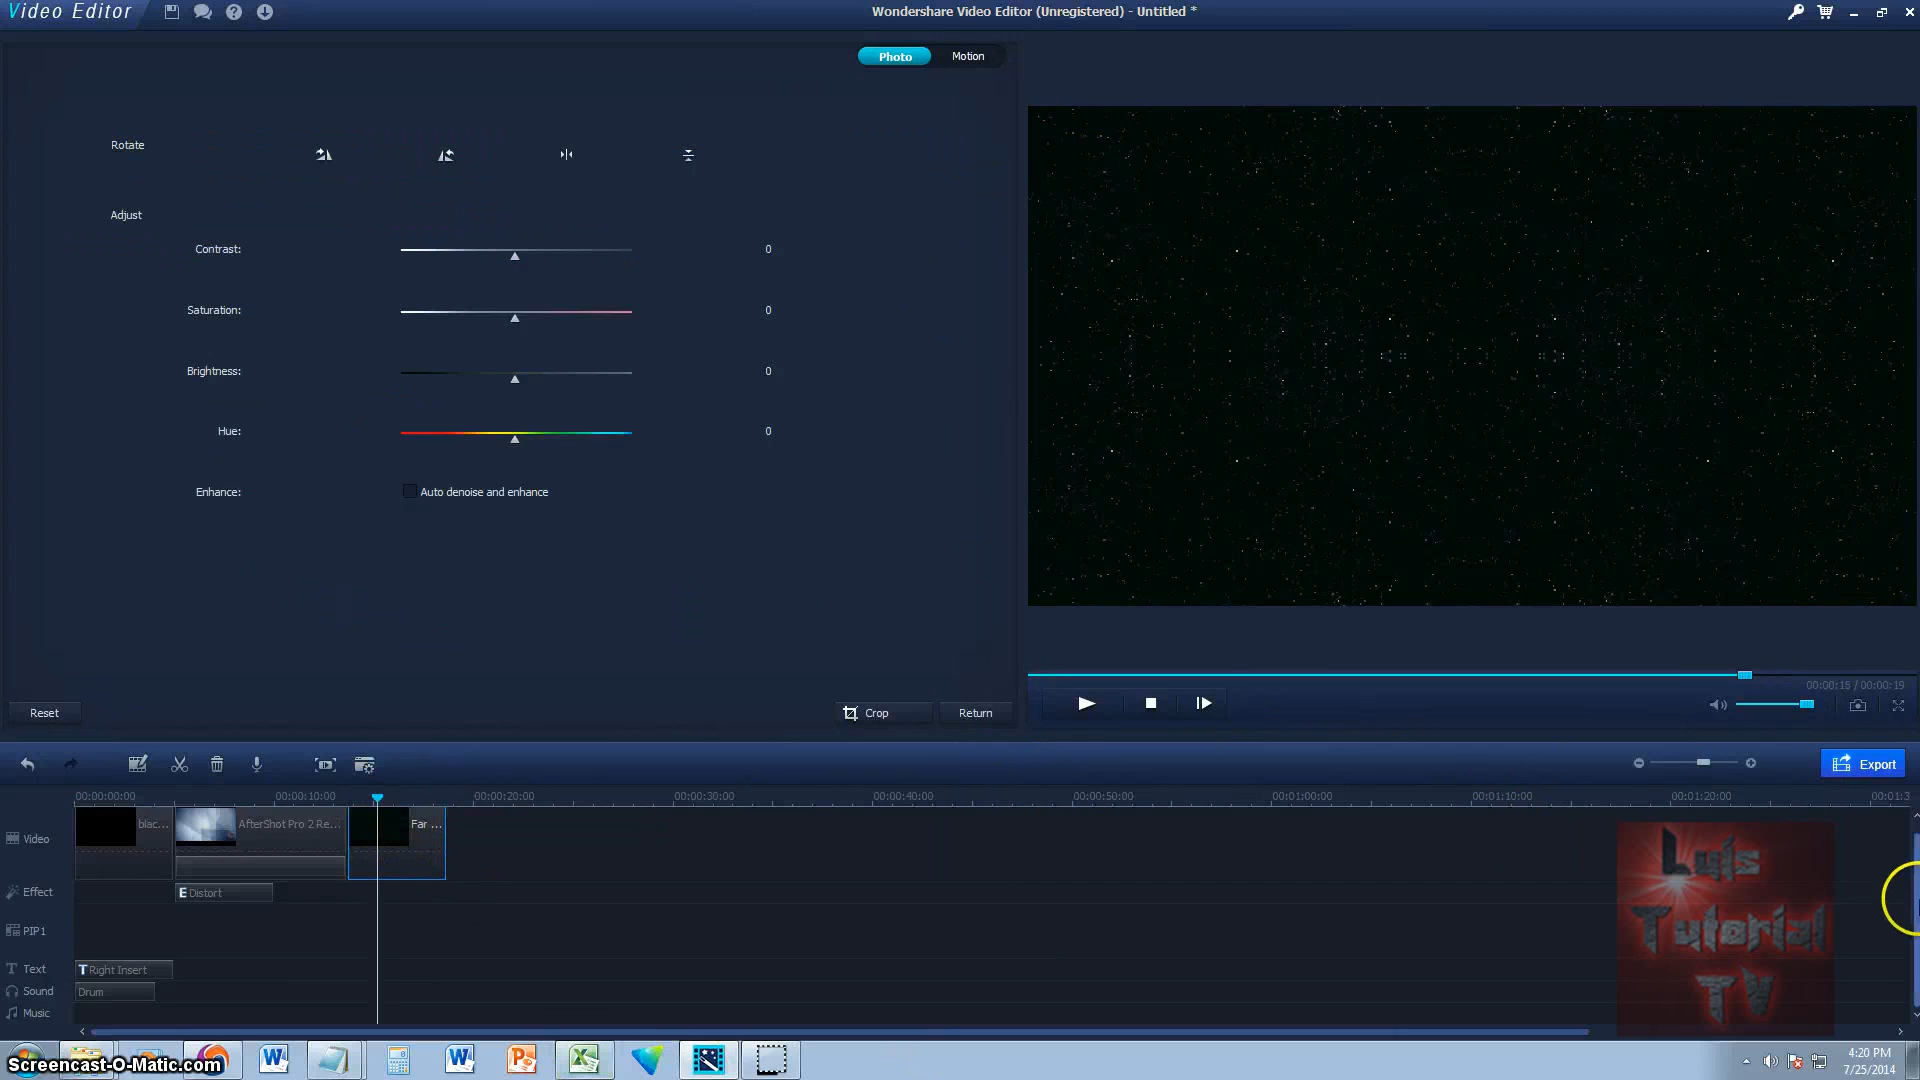 Video Editor
Wondershare Video Editor (Unregistered) - Untitled *
Photo
Motion
Rotate
Adjust
Contrast:
0
Saturation:
0
Brightness:
0
Hue:
0
Enhance:
Auto denoise and enhance
00:00:15 / 00:00:19
Reset
Crop
Return
Export
00:00:00:00
00:00:10:00
00:00:20:00
00:00:30:00
00:00:40:00
00:00:50:00
00:01:00:00
00:01:10:00
00:01:20:00
00:01:3
Video
blac...
AfterShot Pro 2 Re...
Far ...
Effect
E Distort
PIP1
Text
T Right Insert
Sound
Drum
Music
Luis
Tutorial
TV
Screencast-O-Matic.com
4:20 PM
7/25/2014